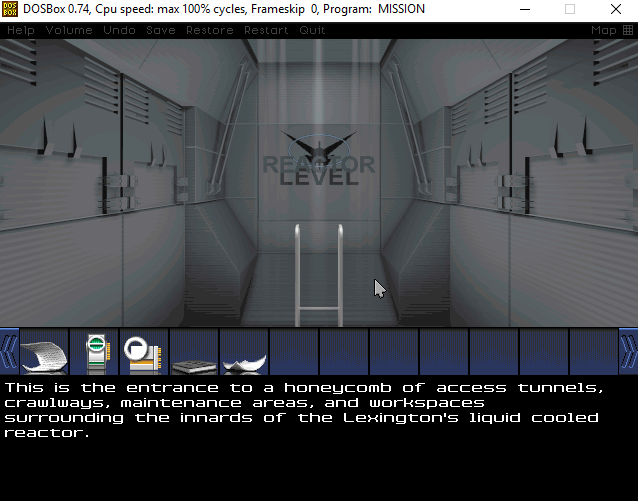 DOSBox 0.74, Cpu speed: max 100% cycles, Frameskip 0, Program: MISSION
Help Volume Undo Save Restore Restart Quit Map
REACTOR
LEVEL
This is the entrance to a honeycomb of access tunnels,
crawlways, maintenance areas, and workspaces
surrounding the innards of the Lexington's liquid cooled
reactor.